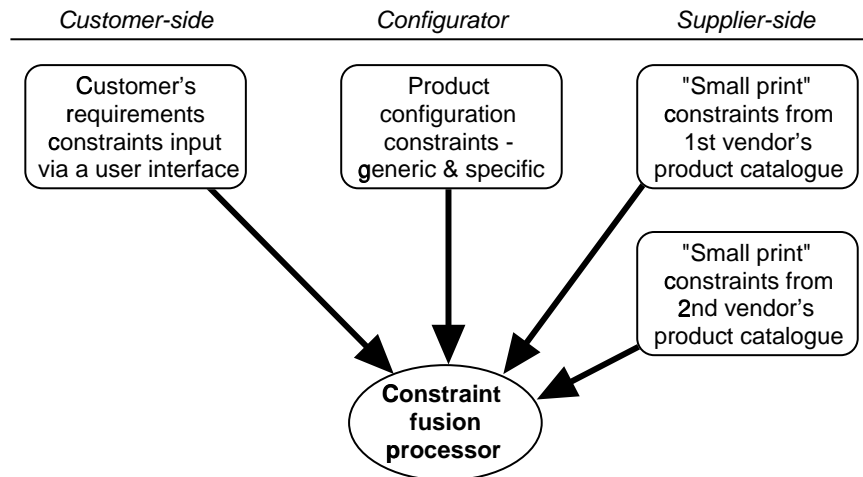 Customer-side
Configurator
Supplier-side
Customer's
requirements
constraints input
via a user interface
Product
configuration
constraints -
generic & specific
"Small print"
constraints from
1st vendor's
product catalogue
"Small print"
constraints from
2nd vendor's
product catalogue
Constraint
fusion
processor